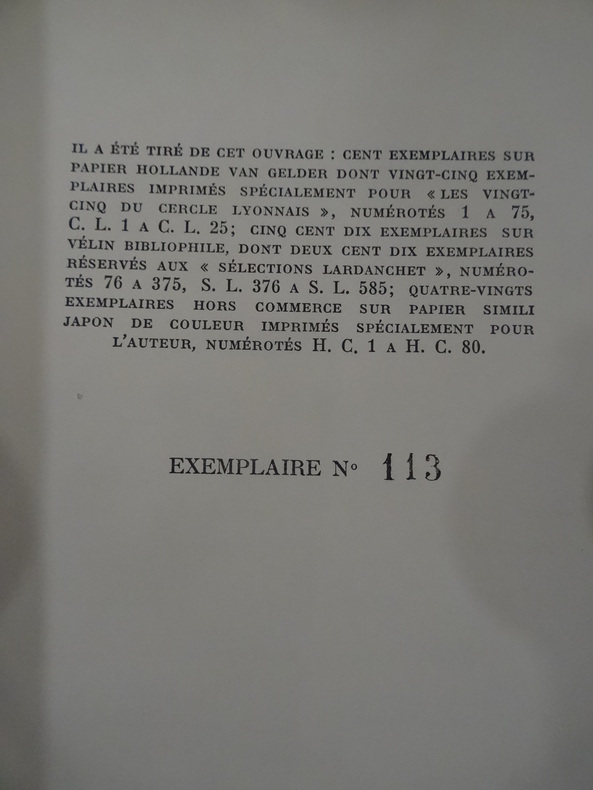 IL A ÉTÉ TIRÉ DE CET OUVRAGE : CENT EXEMPLAIRES SUR
PAPIER HOLLANDE VAN GELDER DONT VINGT-CINQ EXEM-
PLAIRES IMPRIMÉS SPÉCIALEMENT POUR « LES VINGT-
CINQ DU CERCLE LYONNAIS », NUMÉROTÉS 1 A 75,
C. L. 1 A C. L. 25; CINQ CENT DIX EXEMPLAIRES SUR
VÉLIN BIBLIOPHILE, DONT DEUX CENT DIX EXEMPLAIRES
RÉSERVÉS AUX « SÉLECTIONS LARDANCHET », NUMÉRO-
TÉS 76 A 375, S. L. 376 A S. L. 585; QUATRE-VINGTS
EXEMPLAIRES HORS COMMERCE SUR PAPIER SIMILI
JAPON DE COULEUR IMPRIMÉS SPÉCIALEMENT POUR
L'AUTEUR, NUMÉROTÉS H. C. 1 A H. C. 80.
EXEMPLAIRE Nº 113